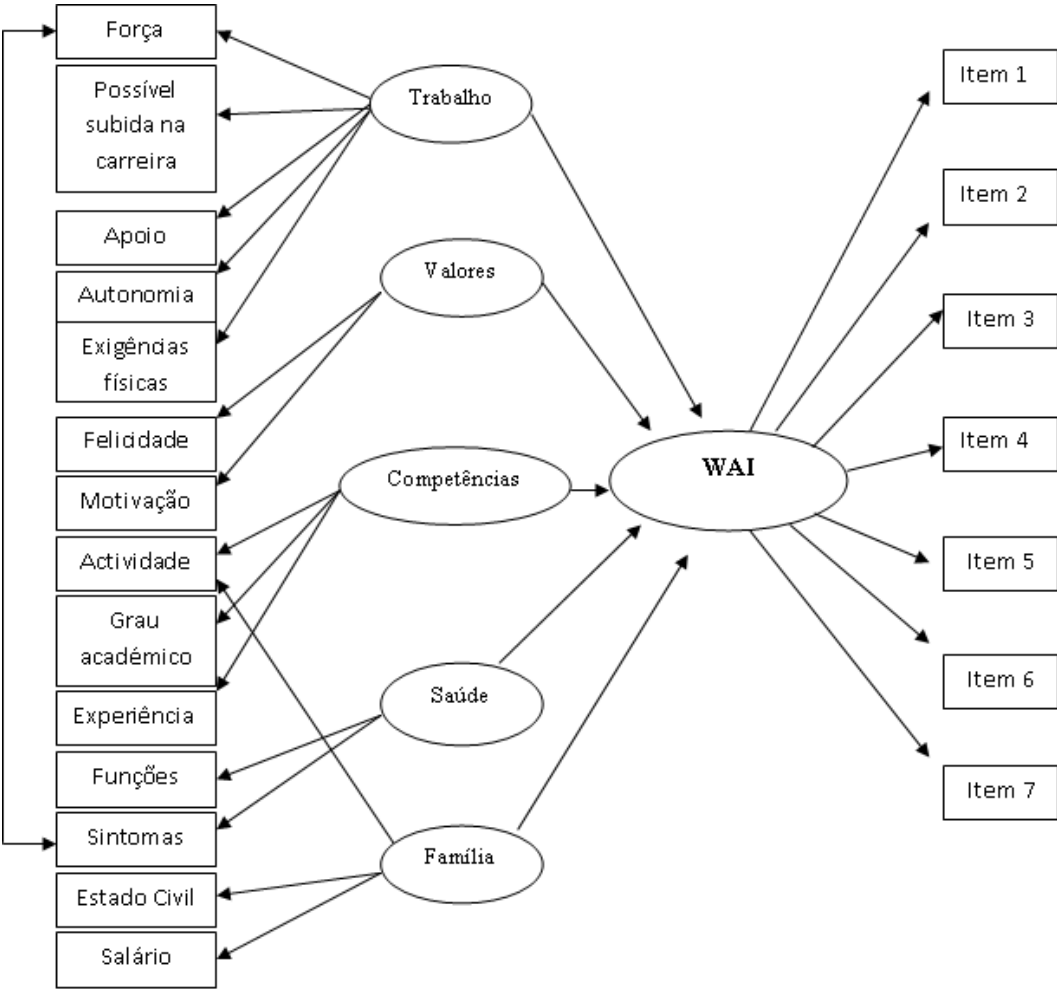 Força
Possível
subida na
carreira
Apoio
Autonomia
Exigências
físicas
Felicidade
Motivação
Actividade
Grau
académico
Experiência
Funções
Sintomas
Estado Civil
Salário
Trabalho
Valores
Competências
Saúde
Família
WAI
Item 1
Item 2
Item 3
Item 4
Item 5
Item 6
Item 7